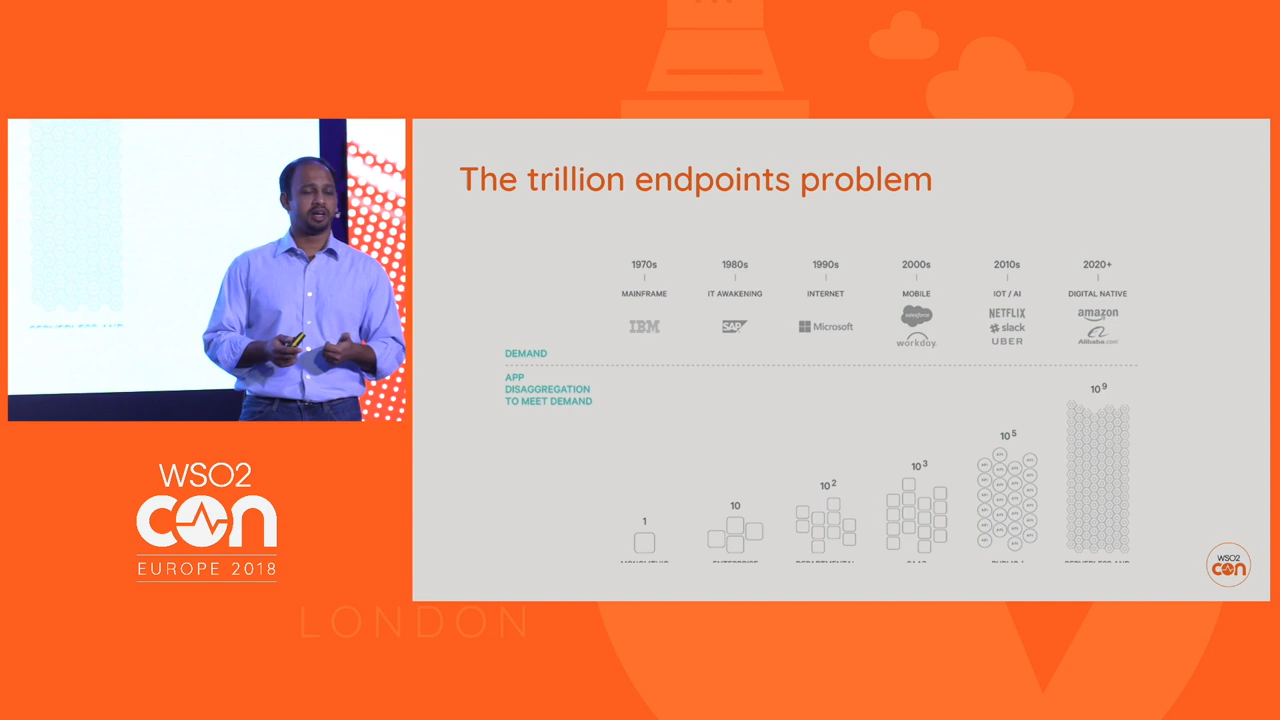 The trillion endpoints problem
1970s 1980s 1990s 2000s 2010s 2020+
MAINFRAME IT AWAKENING INTERNET MOBILE IOT / AI DIGITAL NATIVE
IBM SAP Microsoft salesforce NETFLIX amazon
workday. slack Alibaba.com
UBER
DEMAND
APP
DISAGGREGATION
TO MEET DEMAND
1 10 10² 10³ 10⁵ 10⁹
WSO2
CON
EUROPE 2018
LONDON
WSO2
CON